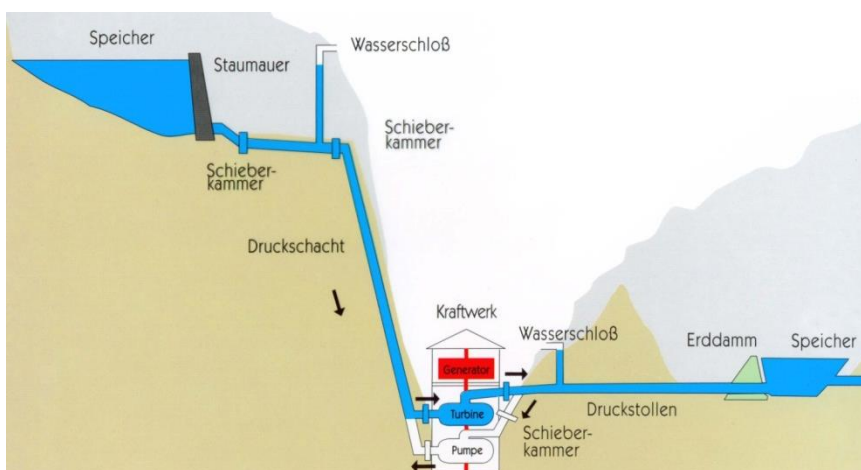 Speicher
Staumauer
Wasserschloß
Schieber-
kammer
Schieber-
kammer
Druckschacht
Kraftwerk
Generator
Turbine
Pumpe
Wasserschloß
Erddamm
Speicher
Druckstollen
Schieber-
kammer